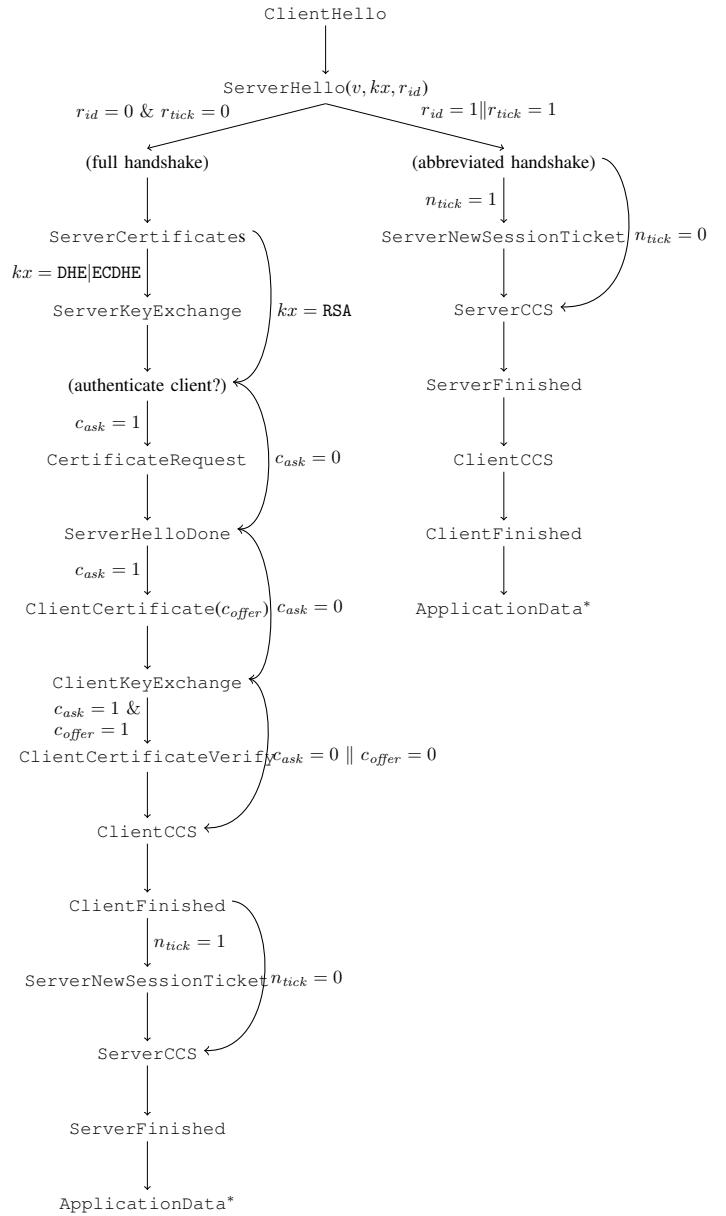 ClientHello
ServerHello(v, kx, r_id)
r_id = 0 & r_tick = 0
r_id = 1||r_tick = 1
(full handshake)
(abbreviated handshake)
n_tick = 1
ServerCertificates
ServerNewSessionTicket
n_tick = 0
kx = DHE|ECDHE
ServerKeyExchange
kx = RSA
ServerCCS
(authenticate client?)
ServerFinished
c_ask = 1
CertificateRequest
c_ask = 0
ClientCCS
ServerHelloDone
ClientFinished
c_ask = 1
ClientCertificate(c_offer)
c_ask = 0
ApplicationData*
ClientKeyExchange
c_ask = 1 &
c_offer = 1
ClientCertificateVerify
c_ask = 0 || c_offer = 0
ClientCCS
ClientFinished
n_tick = 1
ServerNewSessionTicket
n_tick = 0
ServerCCS
ServerFinished
ApplicationData*